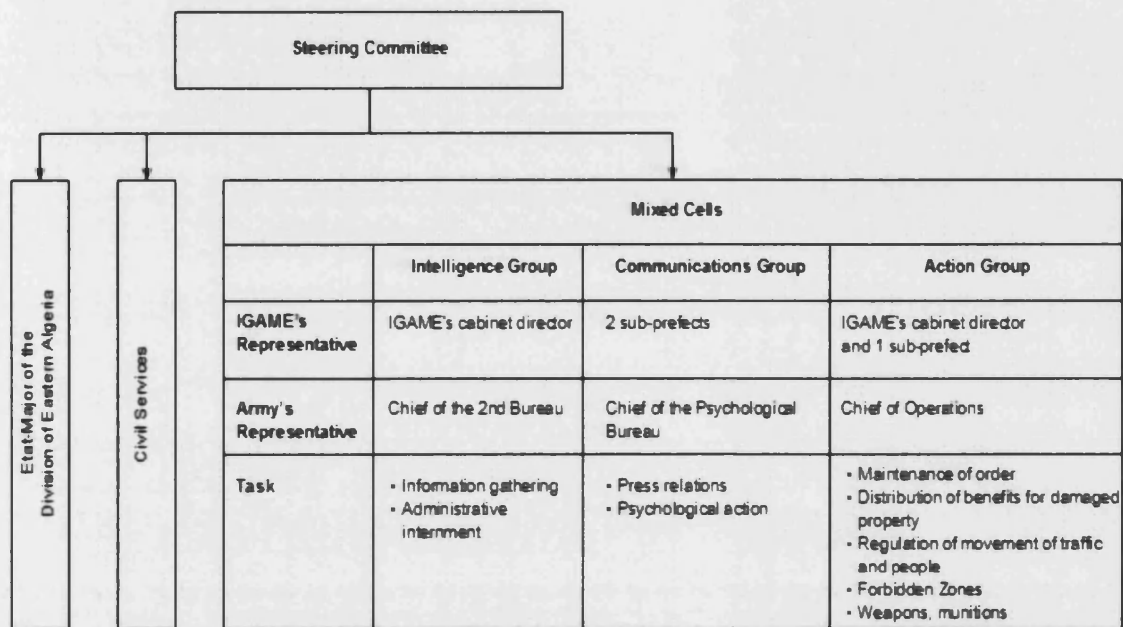 Steering Committee
Etat-Major of the
Division of Eastern Algeria
Civil Services
Mixed Cells
Intelligence Group
Communications Group
Action Group
IGAME's
Representative
IGAME's cabinet director
2 sub-prefects
IGAME's cabinet director
and 1 sub-prefect
Army's
Representative
Chief of the 2nd Bureau
Chief of the Psychological
Bureau
Chief of Operations
Task
- Information gathering
- Administrative
internment
- Press relations
- Psychological action
- Maintenance of order
- Distribution of benefits for damaged
property
- Regulation of movement of traffic
and people
- Forbidden Zones
- Weapons, munitions